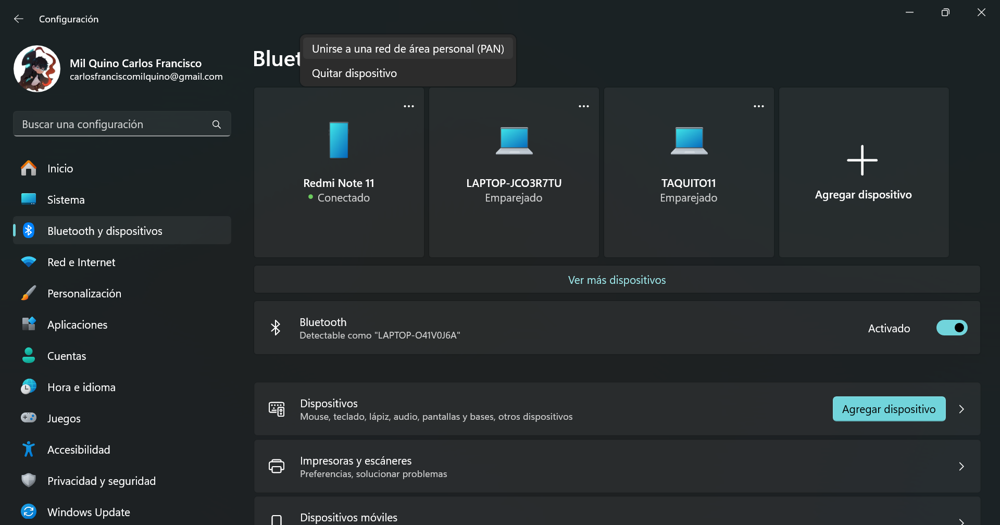 Configuración
Mil Quino Carlos Francisco
carlosfranciscomilquino@gmail.com
Buscar una configuración
Inicio
Sistema
Bluetooth y dispositivos
Red e Internet
Personalización
Aplicaciones
Cuentas
Hora e idioma
Juegos
Accesibilidad
Privacidad y seguridad
Windows Update
Bluet
Unirse a una red de área personal (PAN)
Quitar dispositivo
Redmi Note 11
Conectado
LAPTOP-JCO3R7TU
Emparejado
TAQUITO11
Emparejado
Agregar dispositivo
Ver más dispositivos
Bluetooth
Detectable como "LAPTOP-O41V0J6A"
Activado
Dispositivos
Mouse, teclado, lápiz, audio, pantallas y bases, otros dispositivos
Agregar dispositivo
Impresoras y escáneres
Preferencias, solucionar problemas
Dispositivos móviles